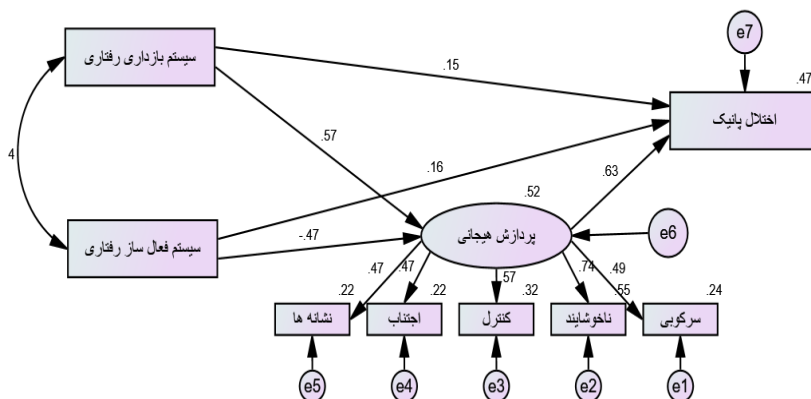 e7
سیستم بازداری رفتاری
.47
.15
اختلال پانیک
.57
4
.16
.63
.52
سیستم فعال ساز رفتاری
-.47
پردازش هیجانی
e6
.47
.47
.57
.74
.49
.22
.22
.32
.55
.24
نشانه ها
اجتناب
کنترل
ناخوشایند
سرکوبی
e5
e4
e3
e2
e1